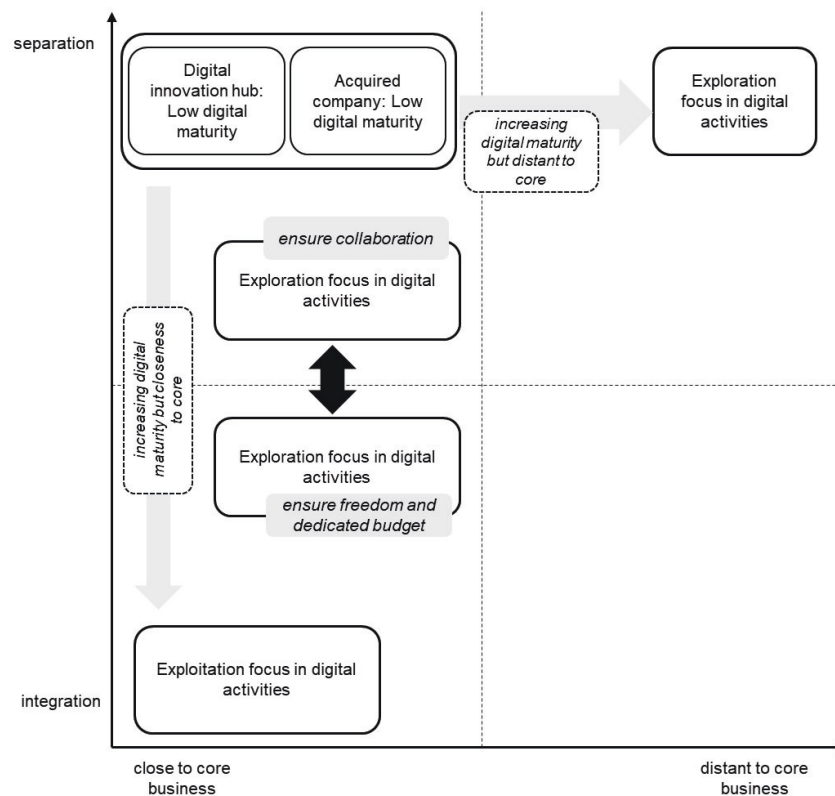 separation
Digital
innovation hub:
Low digital
maturity
Acquired
company: Low
digital maturity
increasing
digital maturity
but distant to
core
Exploration
focus in digital
activities
ensure collaboration
Exploration focus in digital
activities
increasing digital
maturity but closeness
to core
Exploration focus in digital
activities
ensure freedom and
dedicated budget
Exploitation focus in digital
activities
integration
close to core
business
distant to core
business